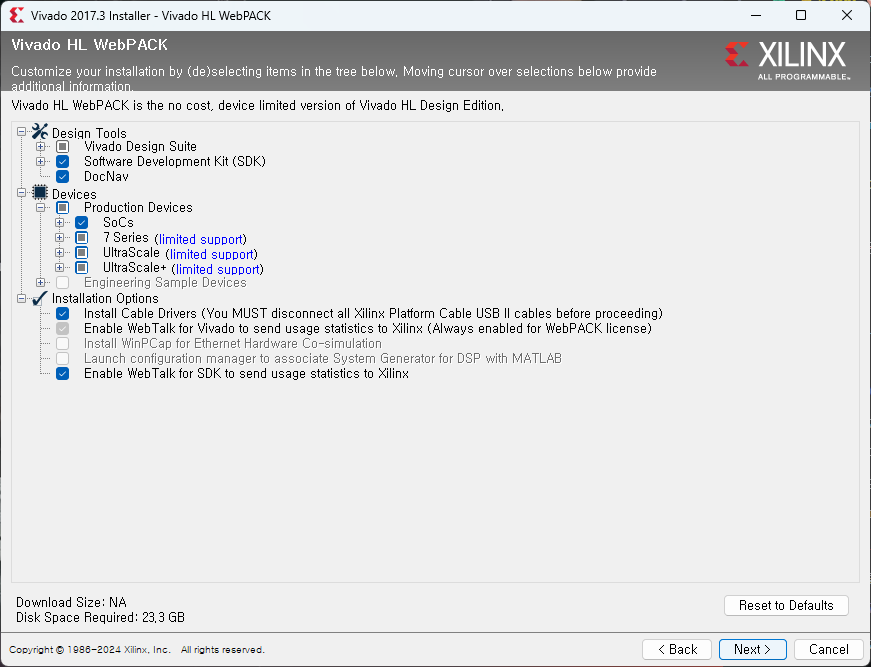 Vivado 2017.3 Installer - Vivado HL WebPACK
Vivado HL WebPACK
Customize your installation by (de)selecting items in the tree below. Moving cursor over selections below provide
additional information.
XILINX
ALL PROGRAMMABLE™
Vivado HL WebPACK is the no cost, device limited version of Vivado HL Design Edition.
Design Tools
Vivado Design Suite
Software Development Kit (SDK)
DocNav
Devices
Production Devices
SoCs
7 Series (limited support)
UltraScale (limited support)
UltraScale+ (limited support)
Engineering Sample Devices
Installation Options
Install Cable Drivers (You MUST disconnect all Xilinx Platform Cable USB II cables before proceeding)
Enable WebTalk for Vivado to send usage statistics to Xilinx (Always enabled for WebPACK license)
Install WinPCap for Ethernet Hardware Co-simulation
Launch configuration manager to associate System Generator for DSP with MATLAB
Enable WebTalk for SDK to send usage statistics to Xilinx
Download Size: NA
Disk Space Required: 23.3 GB
Reset to Defaults
Copyright © 1986-2024 Xilinx, Inc. All rights reserved.
< Back
Next >
Cancel